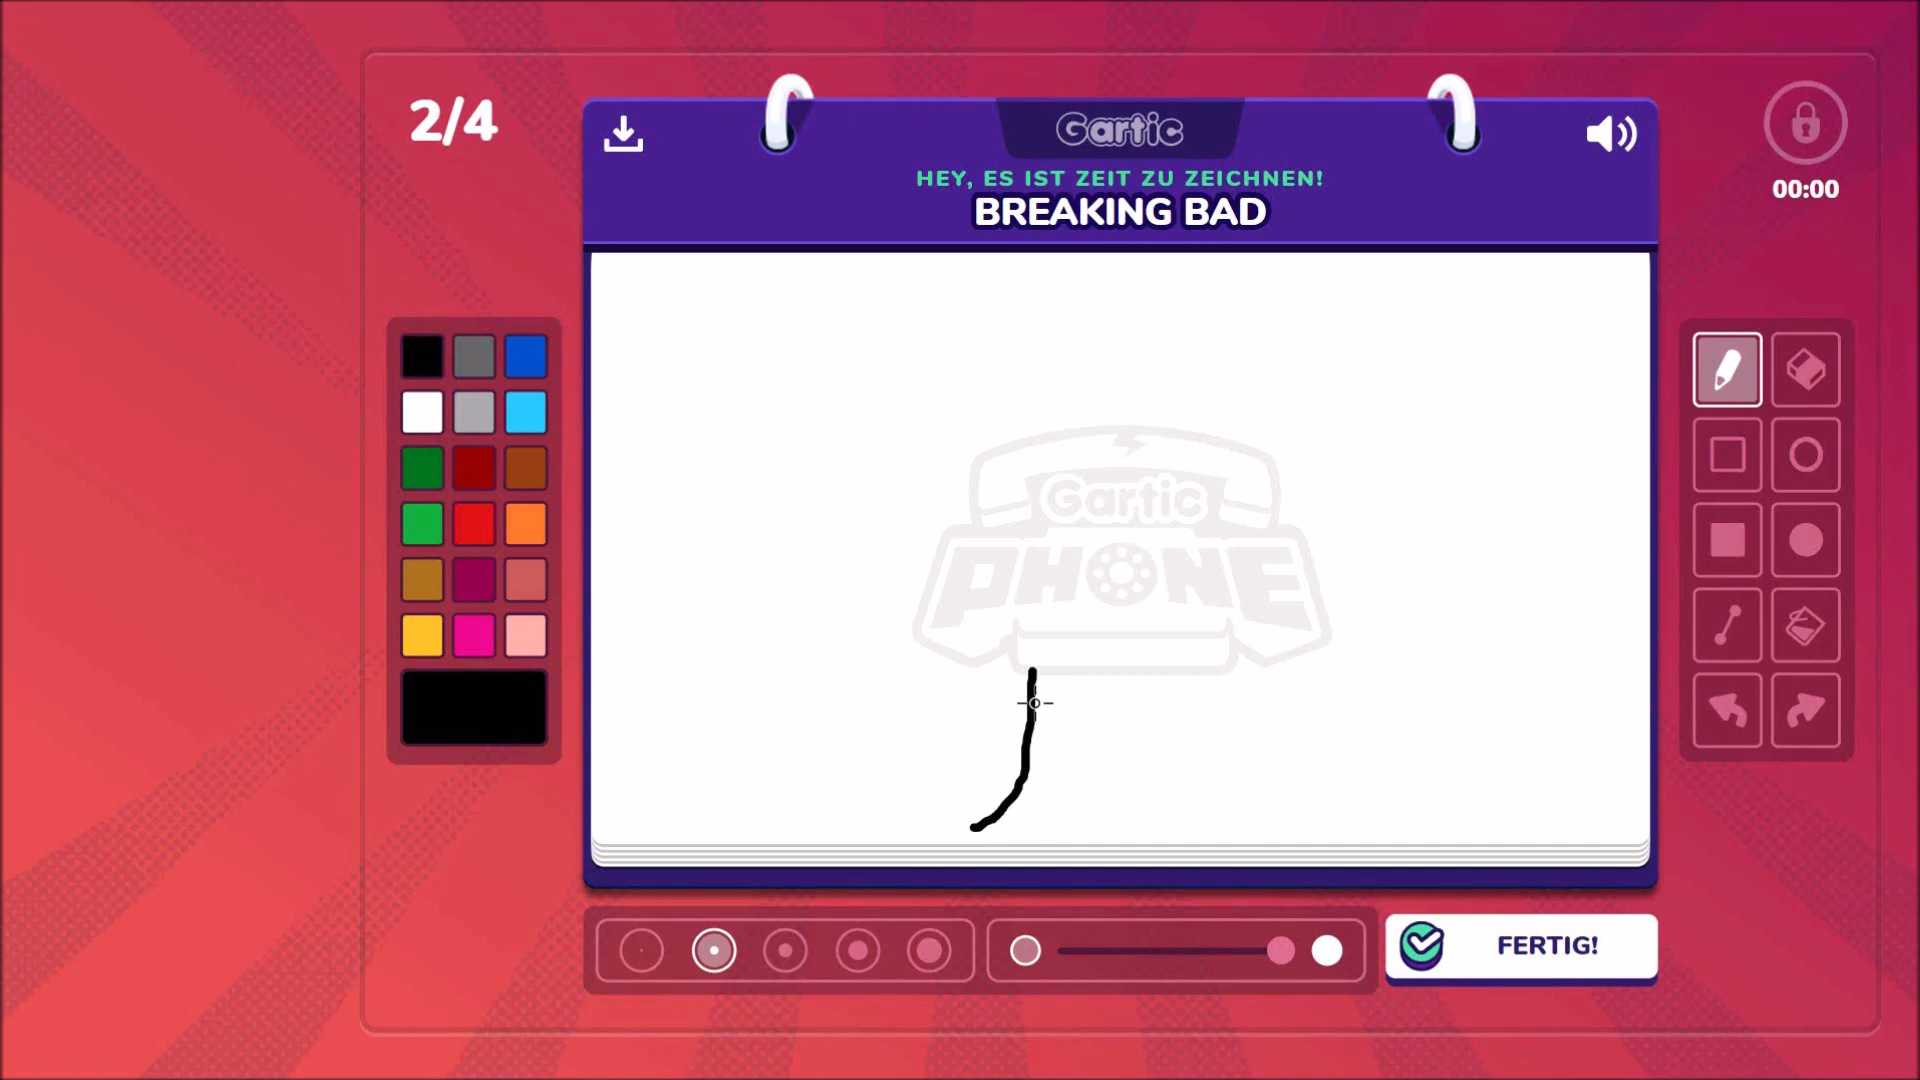 2/4
Gartic
HEY, ES IST ZEIT ZU ZEICHNEN!
BREAKING BAD
00:00
Gartic
PHONE
FERTIG!